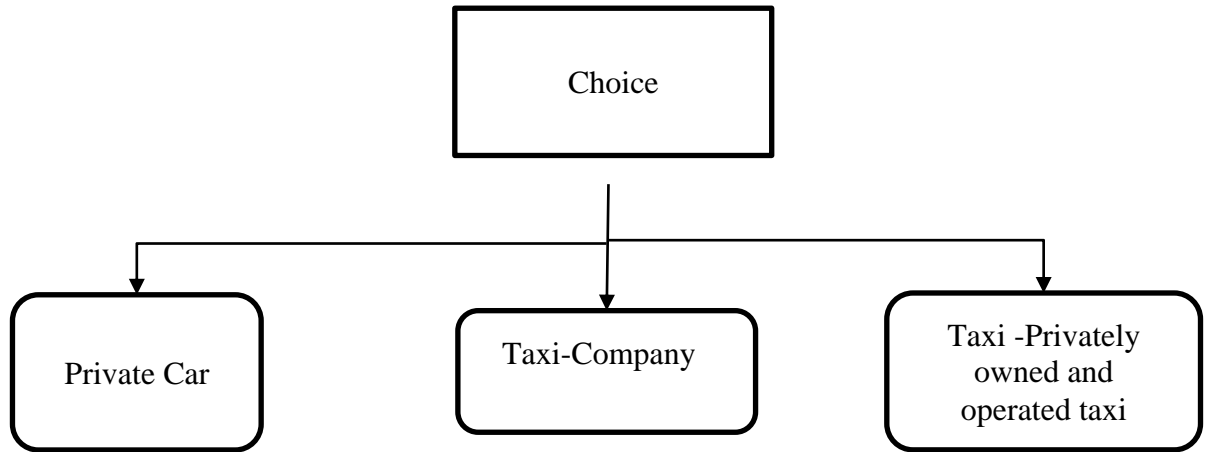 Choice
Private Car
Taxi-Company
Taxi -Privately
owned and
operated taxi